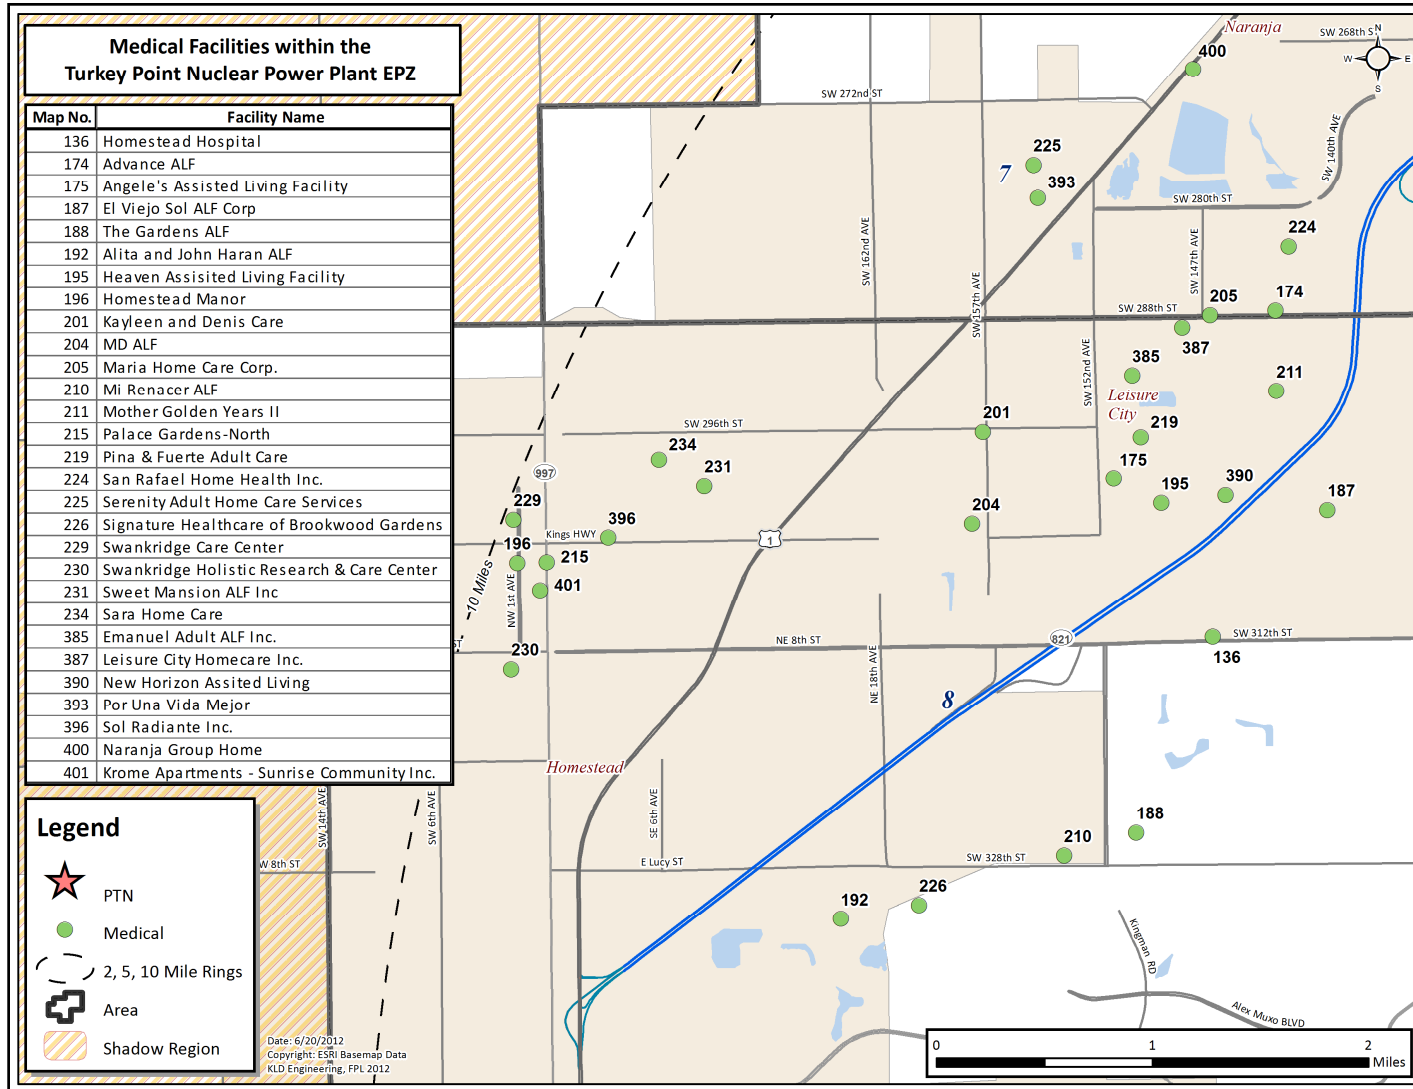 Medical Facilities within the
Turkey Point Nuclear Power Plant EPZ
Map No. Facility Name
136 Homestead Hospital
174 Advance ALF
175 Angele's Assisted Living Facility
187 El Viejo Sol ALF Corp
188 The Gardens ALF
192 Alita and John Haran ALF
195 Heaven Assisited Living Facility
196 Homestead Manor
201 Kayleen and Denis Care
204 MD ALF
205 Maria Home Care Corp.
210 Mi Renacer ALF
211 Mother Golden Years II
215 Palace Gardens-North
219 Pina & Fuerte Adult Care
224 San Rafael Home Health Inc.
225 Serenity Adult Home Care Services
226 Signature Healthcare of Brookwood Gardens
229 Swankridge Care Center
230 Swankridge Holistic Research & Care Center
231 Sweet Mansion ALF Inc
234 Sara Home Care
385 Emanuel Adult ALF Inc.
387 Leisure City Homecare Inc.
390 New Horizon Assited Living
393 Por Una Vida Mejor
396 Sol Radiante Inc.
400 Naranja Group Home
401 Krome Apartments - Sunrise Community Inc.
Legend
PTN
Medical
2, 5, 10 Mile Rings
Area
Shadow Region
Date: 6/20/2012
Copyright: ESRI Basemap Data
KLD Engineering, FPL 2012
Naranja
400
SW 268th S
N
W
E
S
SW 272nd ST
SW 140th AVE
225
7
393
SW 280th ST
SW 162nd AVE
SW 147th AVE
224
SW 157th AVE
SW 288th ST
205
174
387
SW 152nd AVE
385
Leisure
City
211
201
219
SW 296th ST
234
231
997
175
195
390
187
229
396
204
Kings HWY
1
196
215
401
10 Miles
NW 1st AVE
ST
230
NE 8th ST
821
SW 312th ST
136
NE 18th AVE
8
Homestead
SW 14th AVE
SW 6th AVE
SE 6th AVE
188
210
W 8th ST
E Lucy ST
SW 328th ST
192
226
Kingman RD
Alex Muxo BLVD
0 1 2
Miles